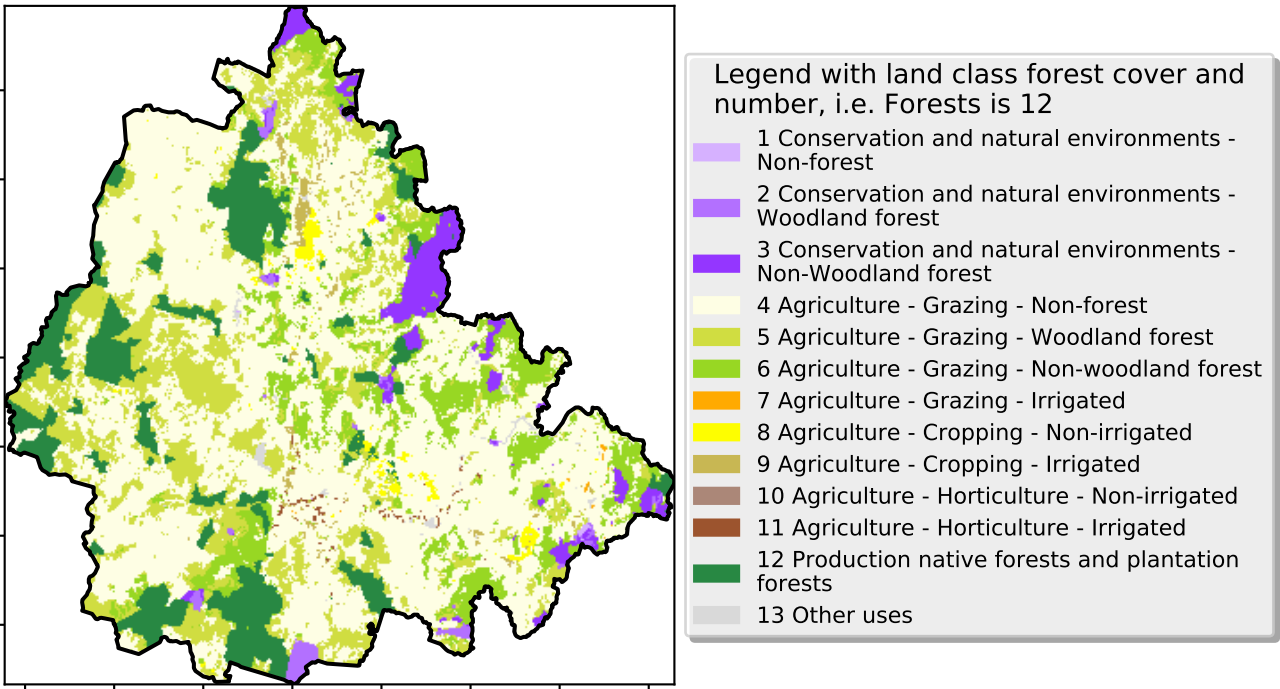 Legend with land class forest cover and
number, i.e. Forests is 12
1 Conservation and natural environments -
Non-forest
2 Conservation and natural environments -
Woodland forest
3 Conservation and natural environments -
Non-Woodland forest
4 Agriculture - Grazing - Non-forest
5 Agriculture - Grazing - Woodland forest
6 Agriculture - Grazing - Non-woodland forest
7 Agriculture - Grazing - Irrigated
8 Agriculture - Cropping - Non-irrigated
9 Agriculture - Cropping - Irrigated
10 Agriculture - Horticulture - Non-irrigated
11 Agriculture - Horticulture - Irrigated
12 Production native forests and plantation
forests
13 Other uses